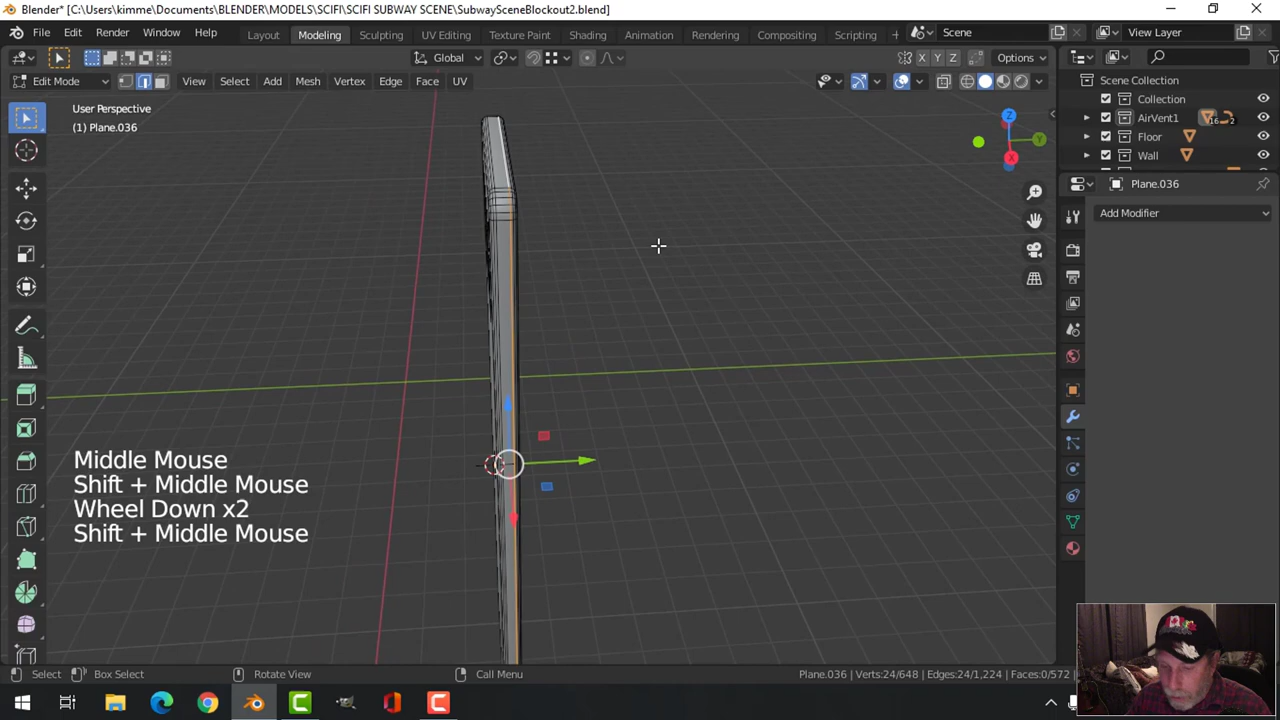 Blender* [C:\Users\kimme\Documents\BLENDER\MODELS\SCIFI\SCIFI SUBWAY SCENE\SubwaySceneBlockout2.blend]
File Edit Render Window Help Layout Modeling Sculpting UV Editing Texture Paint Shading Animation Rendering Compositing Scripting + Scene View Layer
Global X Y Z Options
Edit Mode View Select Add Mesh Vertex Edge Face UV
User Perspective
(1) Plane.036
Scene Collection
Collection
AirVent1 16 2
Floor
Wall
Plane.036
Add Modifier
Z
Y
X
Middle Mouse
Shift + Middle Mouse
Wheel Down x2
Shift + Middle Mouse
Select Box Select Rotate View Call Menu Plane.036 | Verts:24/648 | Edges:24/1,224 | Faces:0/572